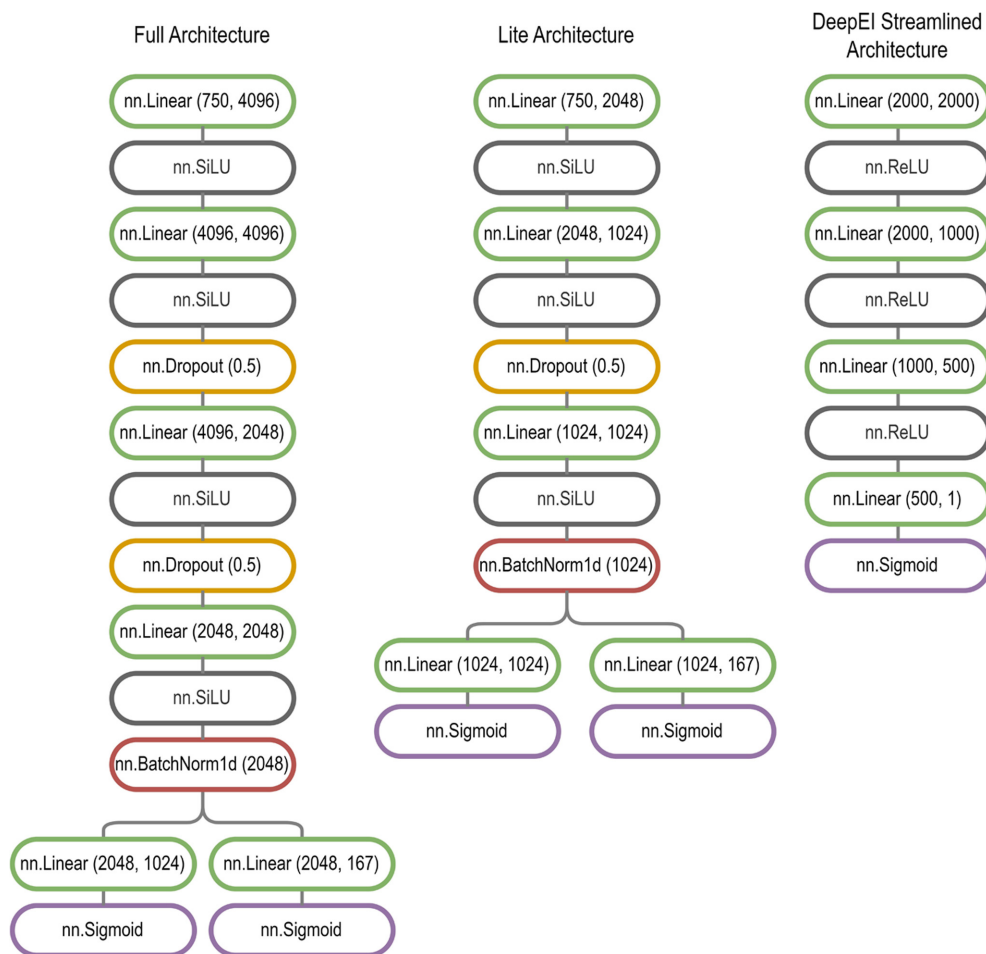 Full Architecture
nn.Linear (750, 4096)
nn.SiLU
nn.Linear (4096, 4096)
nn.SiLU
nn.Dropout (0.5)
nn.Linear (4096, 2048)
nn.SiLU
nn.Dropout (0.5)
nn.Linear (2048, 2048)
nn.SiLU
nn.BatchNorm1d (2048)
nn.Linear (2048, 1024)
nn.Linear (2048, 167)
nn.Sigmoid
nn.Sigmoid
Lite Architecture
nn.Linear (750, 2048)
nn.SiLU
nn.Linear (2048, 1024)
nn.SiLU
nn.Dropout (0.5)
nn.Linear (1024, 1024)
nn.SiLU
nn.BatchNorm1d (1024)
nn.Linear (1024, 1024)
nn.Linear (1024, 167)
nn.Sigmoid
nn.Sigmoid
DeepEI Streamlined
Architecture
nn.Linear (2000, 2000)
nn.ReLU
nn.Linear (2000, 1000)
nn.ReLU
nn.Linear (1000, 500)
nn.ReLU
nn.Linear (500, 1)
nn.Sigmoid